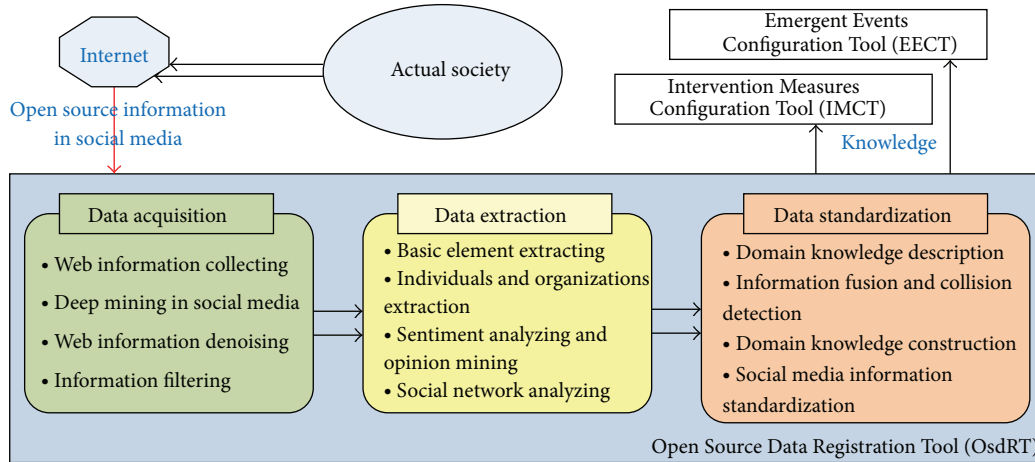 Internet
Actual society
Emergent Events
Configuration Tool (EECT)
Intervention Measures
Configuration Tool (IMCT)
Open source information
in social media
Knowledge
Data acquisition
• Web information collecting
• Deep mining in social media
• Web information denoising
• Information filtering
Data extraction
• Basic element extracting
• Individuals and organizations
extraction
• Sentiment analyzing and
opinion mining
• Social network analyzing
Data standardization
• Domain knowledge description
• Information fusion and collision
detection
• Domain knowledge construction
• Social media information
standardization
Open Source Data Registration Tool (OsdRT)